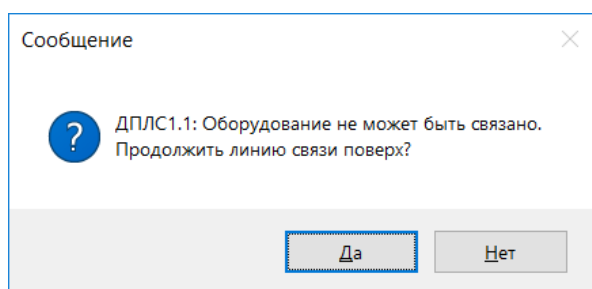 Сообщение
ДПЛС1.1: Оборудование не может быть связано.
Продолжить линию связи поверх?
Да
Нет